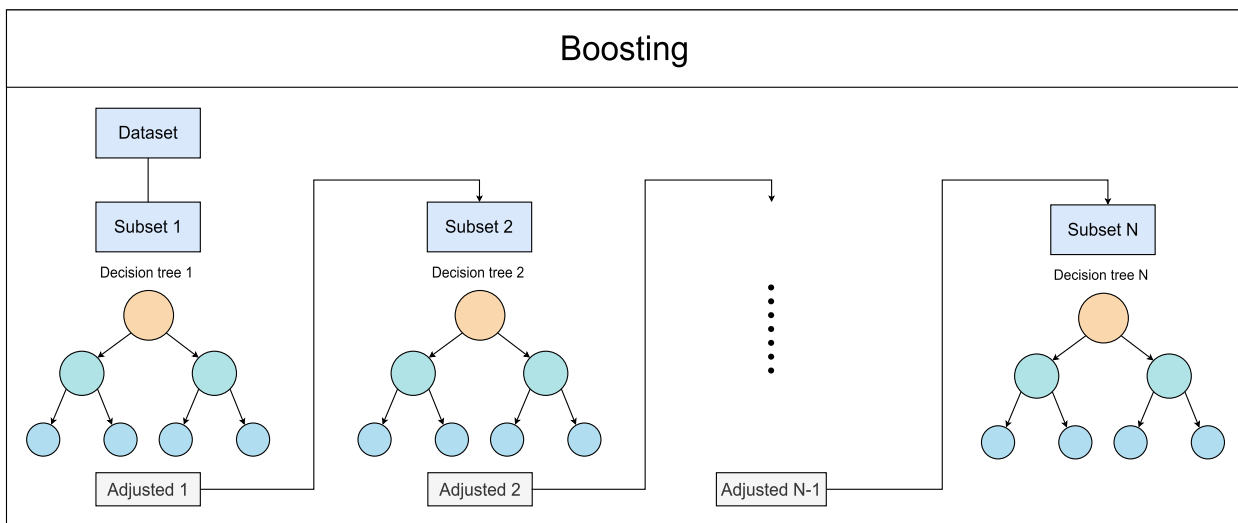 Boosting
Dataset
Subset 1
Subset 2
Subset N
Decision tree 1
Decision tree 2
Decision tree N
Adjusted 1
Adjusted 2
Adjusted N-1